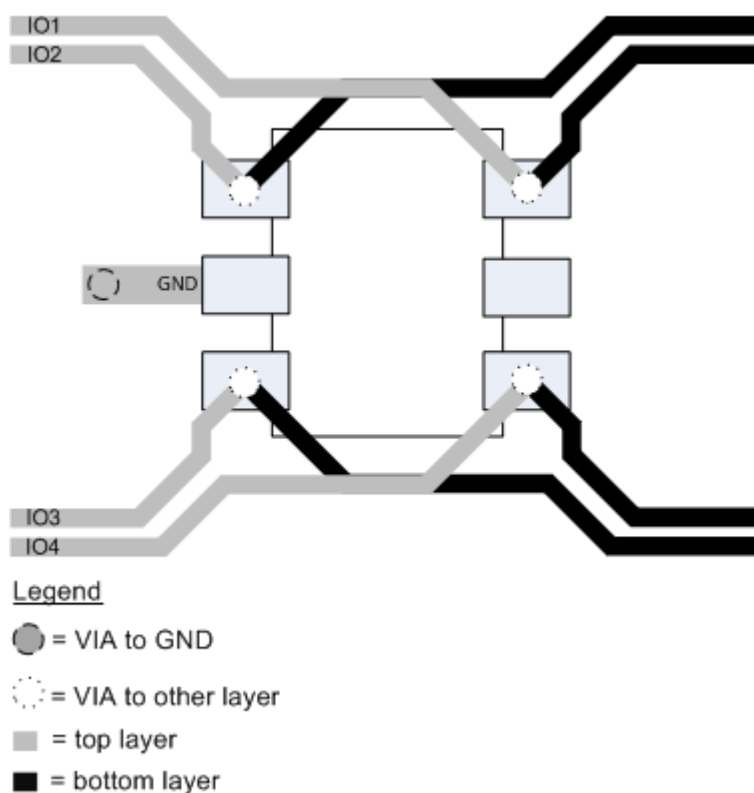 IO1
IO2
GND
IO3
IO4
Legend
= VIA to GND
= VIA to other layer
= top layer
= bottom layer